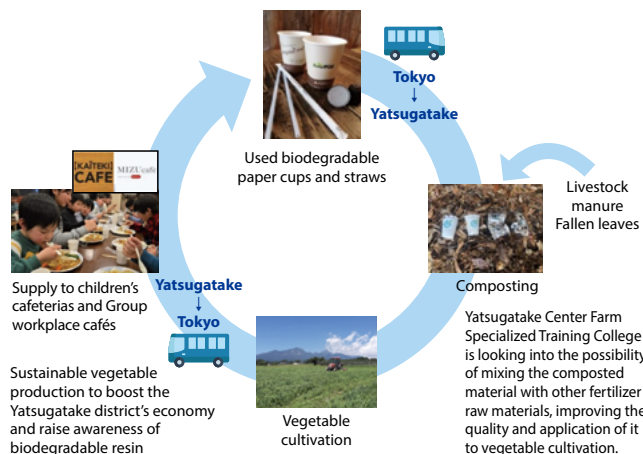 Tokyo
Yatsugatake
Used biodegradable
paper cups and straws
[KAITEKI]
CAFE
MIZUcafé
Livestock
manure
Fallen leaves
Composting
Supply to children's
cafeterias and Group
workplace cafés
Yatsugatake
Tokyo
Yatsugatake Center Farm
Specialized Training College
is looking into the possibility
of mixing the composted
material with other fertilizer
raw materials, improving the
quality and application of it
to vegetable cultivation.
Sustainable vegetable
production to boost the
Yatsugatake district's economy
and raise awareness of
biodegradable resin
Vegetable
cultivation